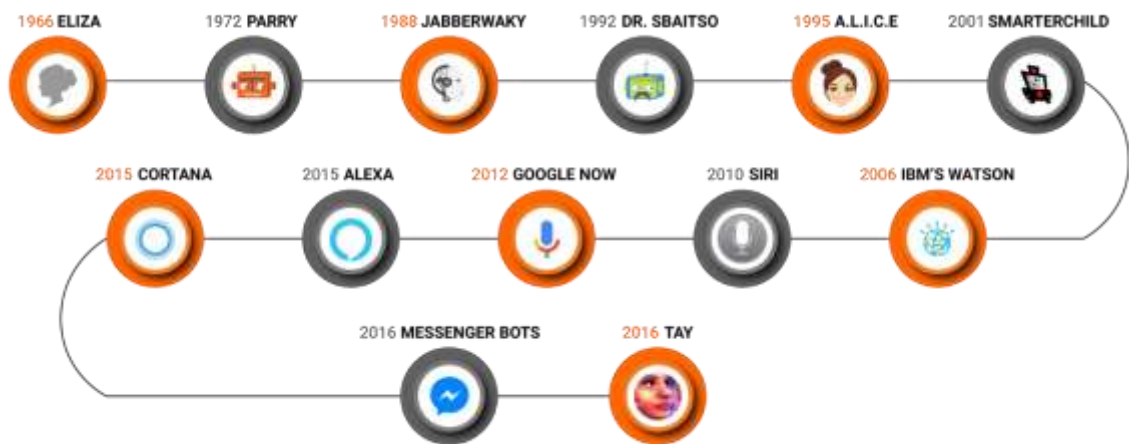 1966 ELIZA
1972 PARRY
1988 JABBERWAKY
1992 DR. SBAITSO
1995 A.L.I.C.E
2001 SMARTERCHILD
2015 CORTANA
2015 ALEXA
2012 GOOGLE NOW
2010 SIRI
2006 IBM'S WATSON
2016 MESSENGER BOTS
2016 TAY